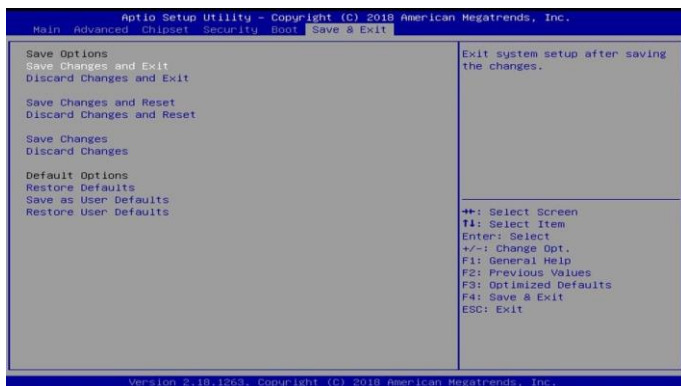 Aptio Setup Utility – Copyright (C) 2018 American Megatrends, Inc.
Main Advanced Chipset Security Boot Save & Exit
Save Options
Save Changes and Exit
Discard Changes and Exit
Save Changes and Reset
Discard Changes and Reset
Save Changes
Discard Changes
Default Options
Restore Defaults
Save as User Defaults
Restore User Defaults
Exit system setup after saving
the changes.
→←: Select Screen
↑↓: Select Item
Enter: Select
+/-: Change Opt.
F1: General Help
F2: Previous Values
F3: Optimized Defaults
F4: Save & Exit
ESC: Exit
Version 2.18.1263. Copyright (C) 2018 American Megatrends, Inc.